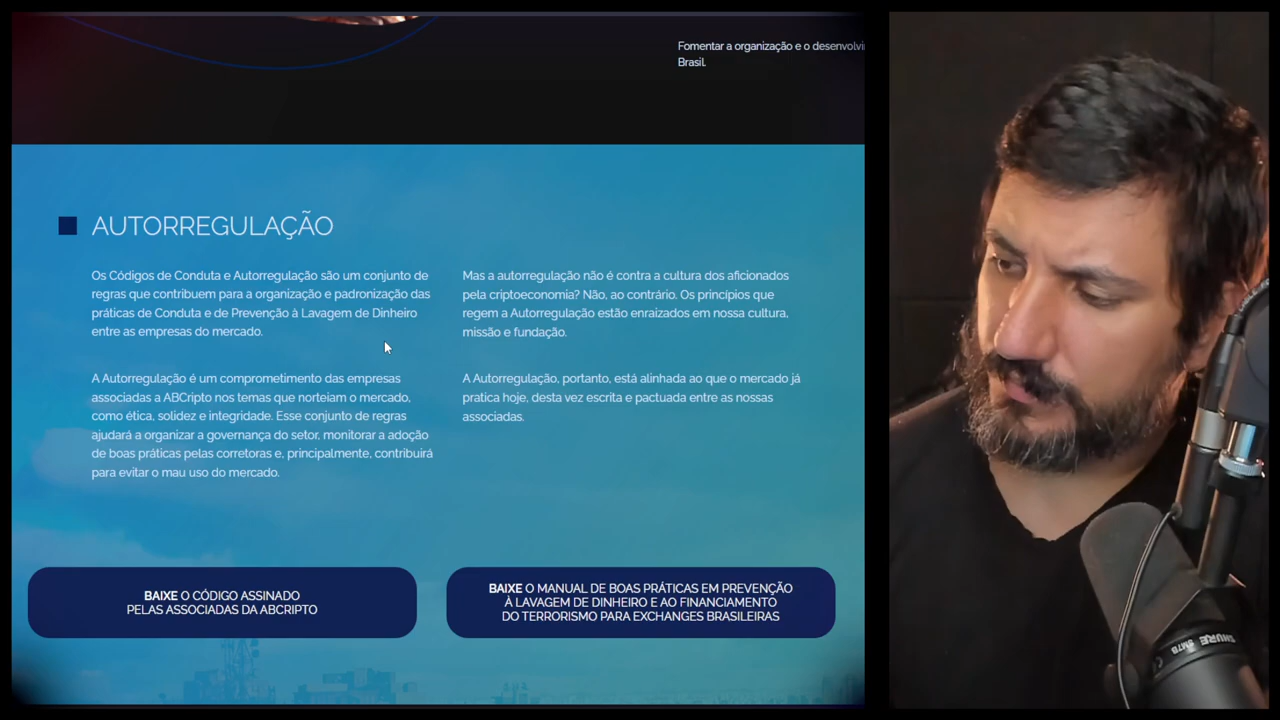 Fomentar a organização e o
Brasil.
AUTORREGULAÇÃO
Os Códigos de Conduta e Autorregulação são um conjunto de
regras que contribuem para a organização e padronização das
práticas de Conduta e de Prevenção à Lavagem de Dinheiro
entre as empresas do mercado.
A Autorregulação é um comprometimento das empresas
associadas a ABCripto nos temas que norteiam o mercado,
como ética, solidez e integridade. Esse conjunto de regras
ajudará a organizar a governança do setor, monitorar a adoção
de boas práticas pelas corretoras e, principalmente, contribuirá
para evitar o mau uso do mercado.
Mas a autorregulação não é contra a cultura dos aficionados
pela criptoeconomia? Não, ao contrário. Os princípios que
regem a Autorregulação estão enraizados em nossa cultura,
missão e fundação.
A Autorregulação, portanto, está alinhada ao que o mercado já
pratica hoje, desta vez escrita e pactuada entre as nossas
associadas.
BAIXE O CÓDIGO ASSINADO
PELAS ASSOCIADAS DA ABCRIPTO
BAIXE O MANUAL DE BOAS PRÁTICAS EM PREVENÇÃO
À LAVAGEM DE DINHEIRO E AO FINANCIAMENTO
DO TERRORISMO PARA EXCHANGES BRASILEIRAS
SHURE
SM7B